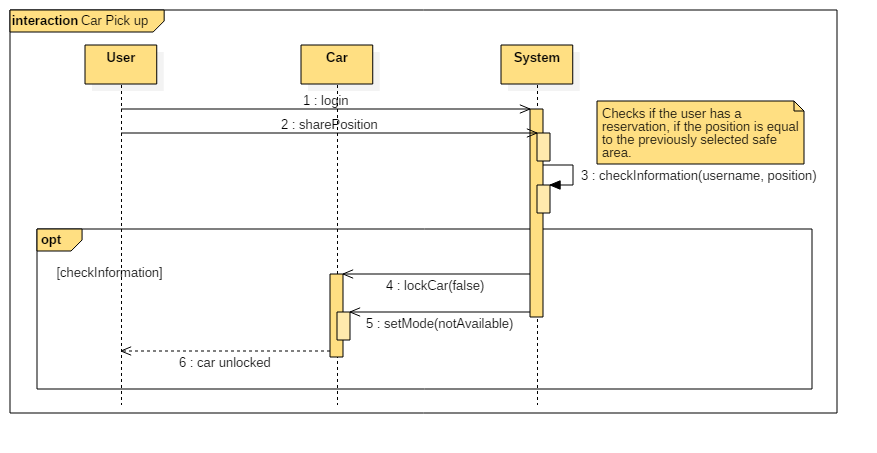 interaction Car Pick up
User
Car
System
1 : login
2 : sharePosition
Checks if the user has a
reservation, if the position is equal
to the previously selected safe
area.
3 : checkInformation(username, position)
opt
[checkInformation]
4 : lockCar(false)
5 : setMode(notAvailable)
6 : car unlocked